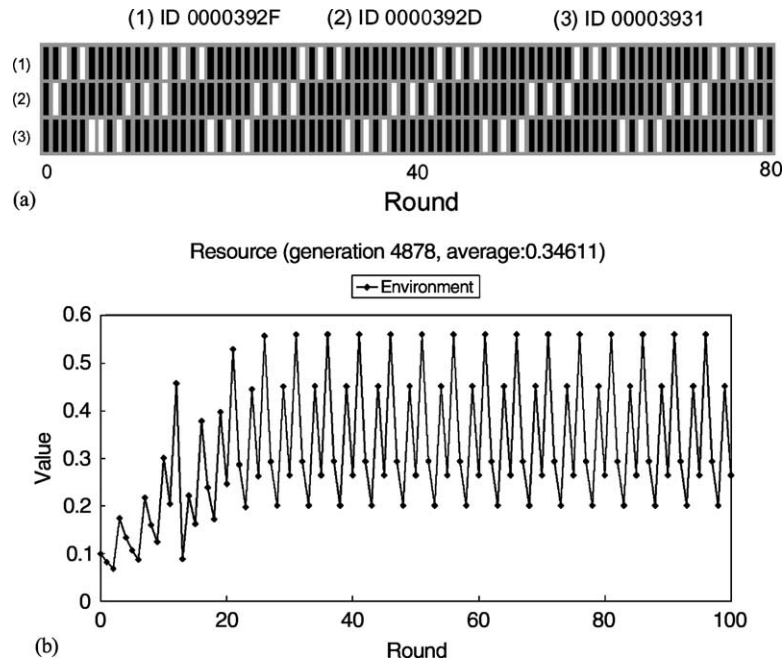 (1) ID 0000392F (2) ID 0000392D (3) ID 00003931
(1)
(2)
(3)
0 40 80
Round
(a)
Resource (generation 4878, average:0.34611)
Environment
0.6
0.5
0.4
0.3
0.2
0.1
0
Value
0 20 40 60 80 100
Round
(b)